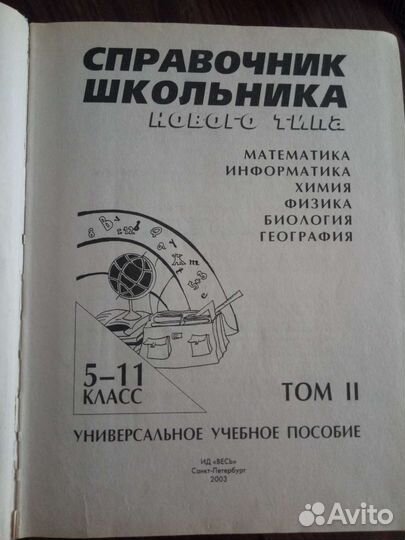 СПРАВОЧНИК
ШКОЛЬНИКА
нового типа
МАТЕМАТИКА
ИНФОРМАТИКА
ХИМИЯ
ФИЗИКА
БИОЛОГИЯ
ГЕОГРАФИЯ
5–11
КЛАСС
ТОМ II
УНИВЕРСАЛЬНОЕ УЧЕБНОЕ ПОСОБИЕ
ИД «ВЕСЬ»
Санкт-Петербург
2003
Avito